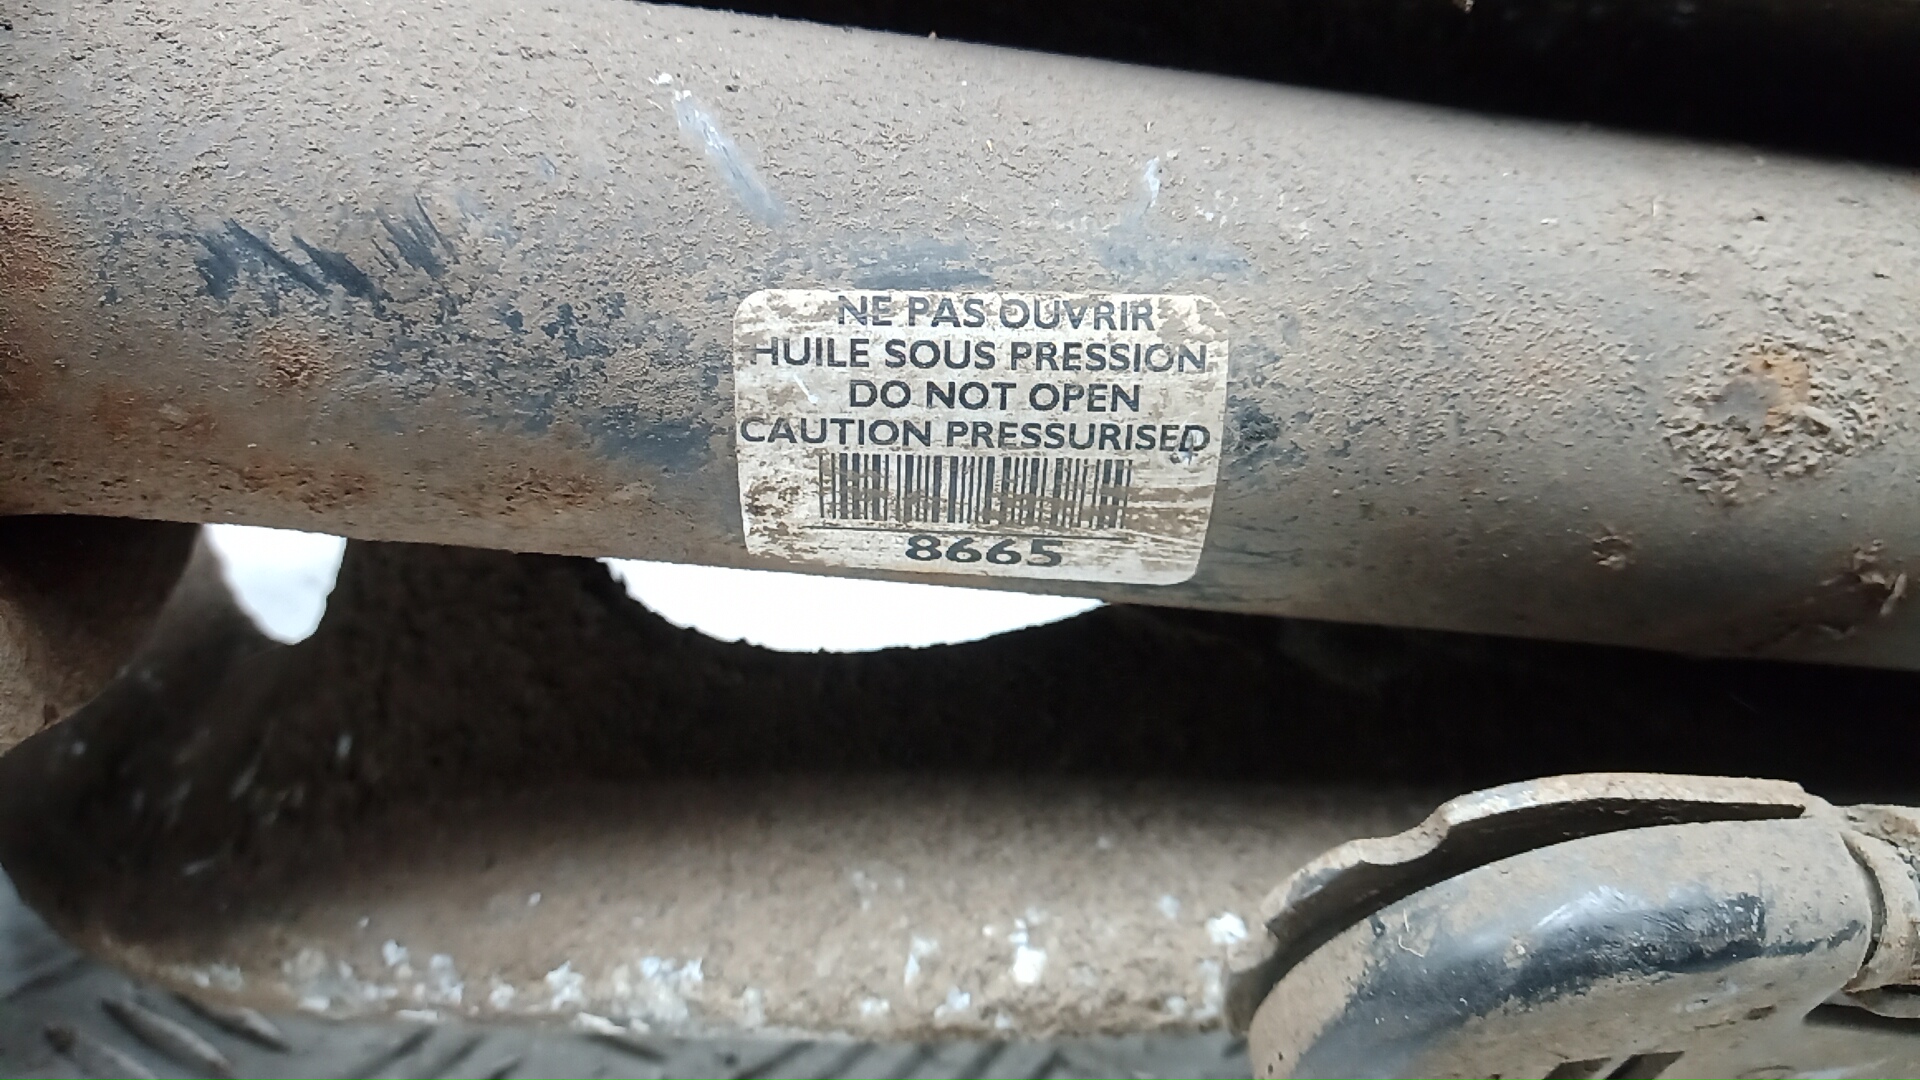 NE PAS OUVRIR
HUILE SOUS PRESSION
DO NOT OPEN
CAUTION PRESSURISED
8665